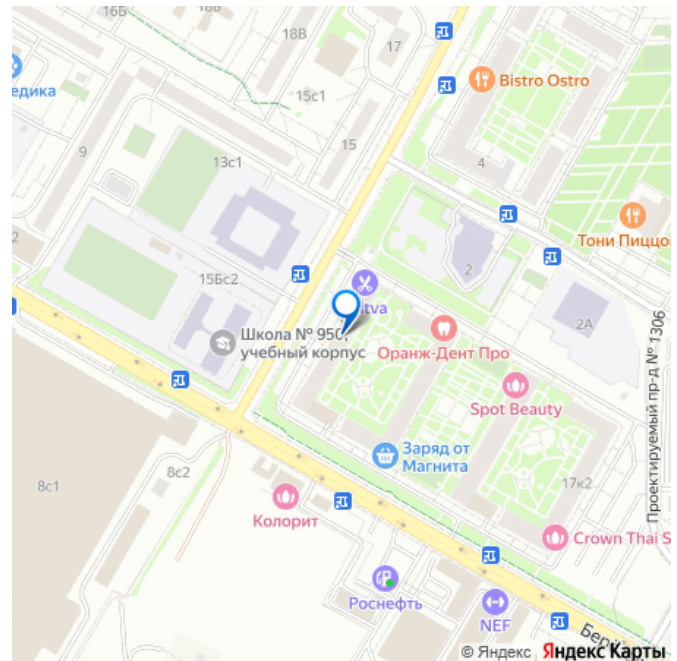 16В
16Б
18В
17
15с1
Bistro Ostro
едика
9
13с1
15
4
Тони Пиццо
2
15Бс2
2
2А
Школа № 950,
учебный корпус
Оранж-Дент Про
Spot Beauty
Проектируемый пр-д № 1306
Заряд от
Магнита
17к2
8с1
8с2
Колорит
Crown Thai S
Роснефть
NEF
© Яндекс Яндекс Карты